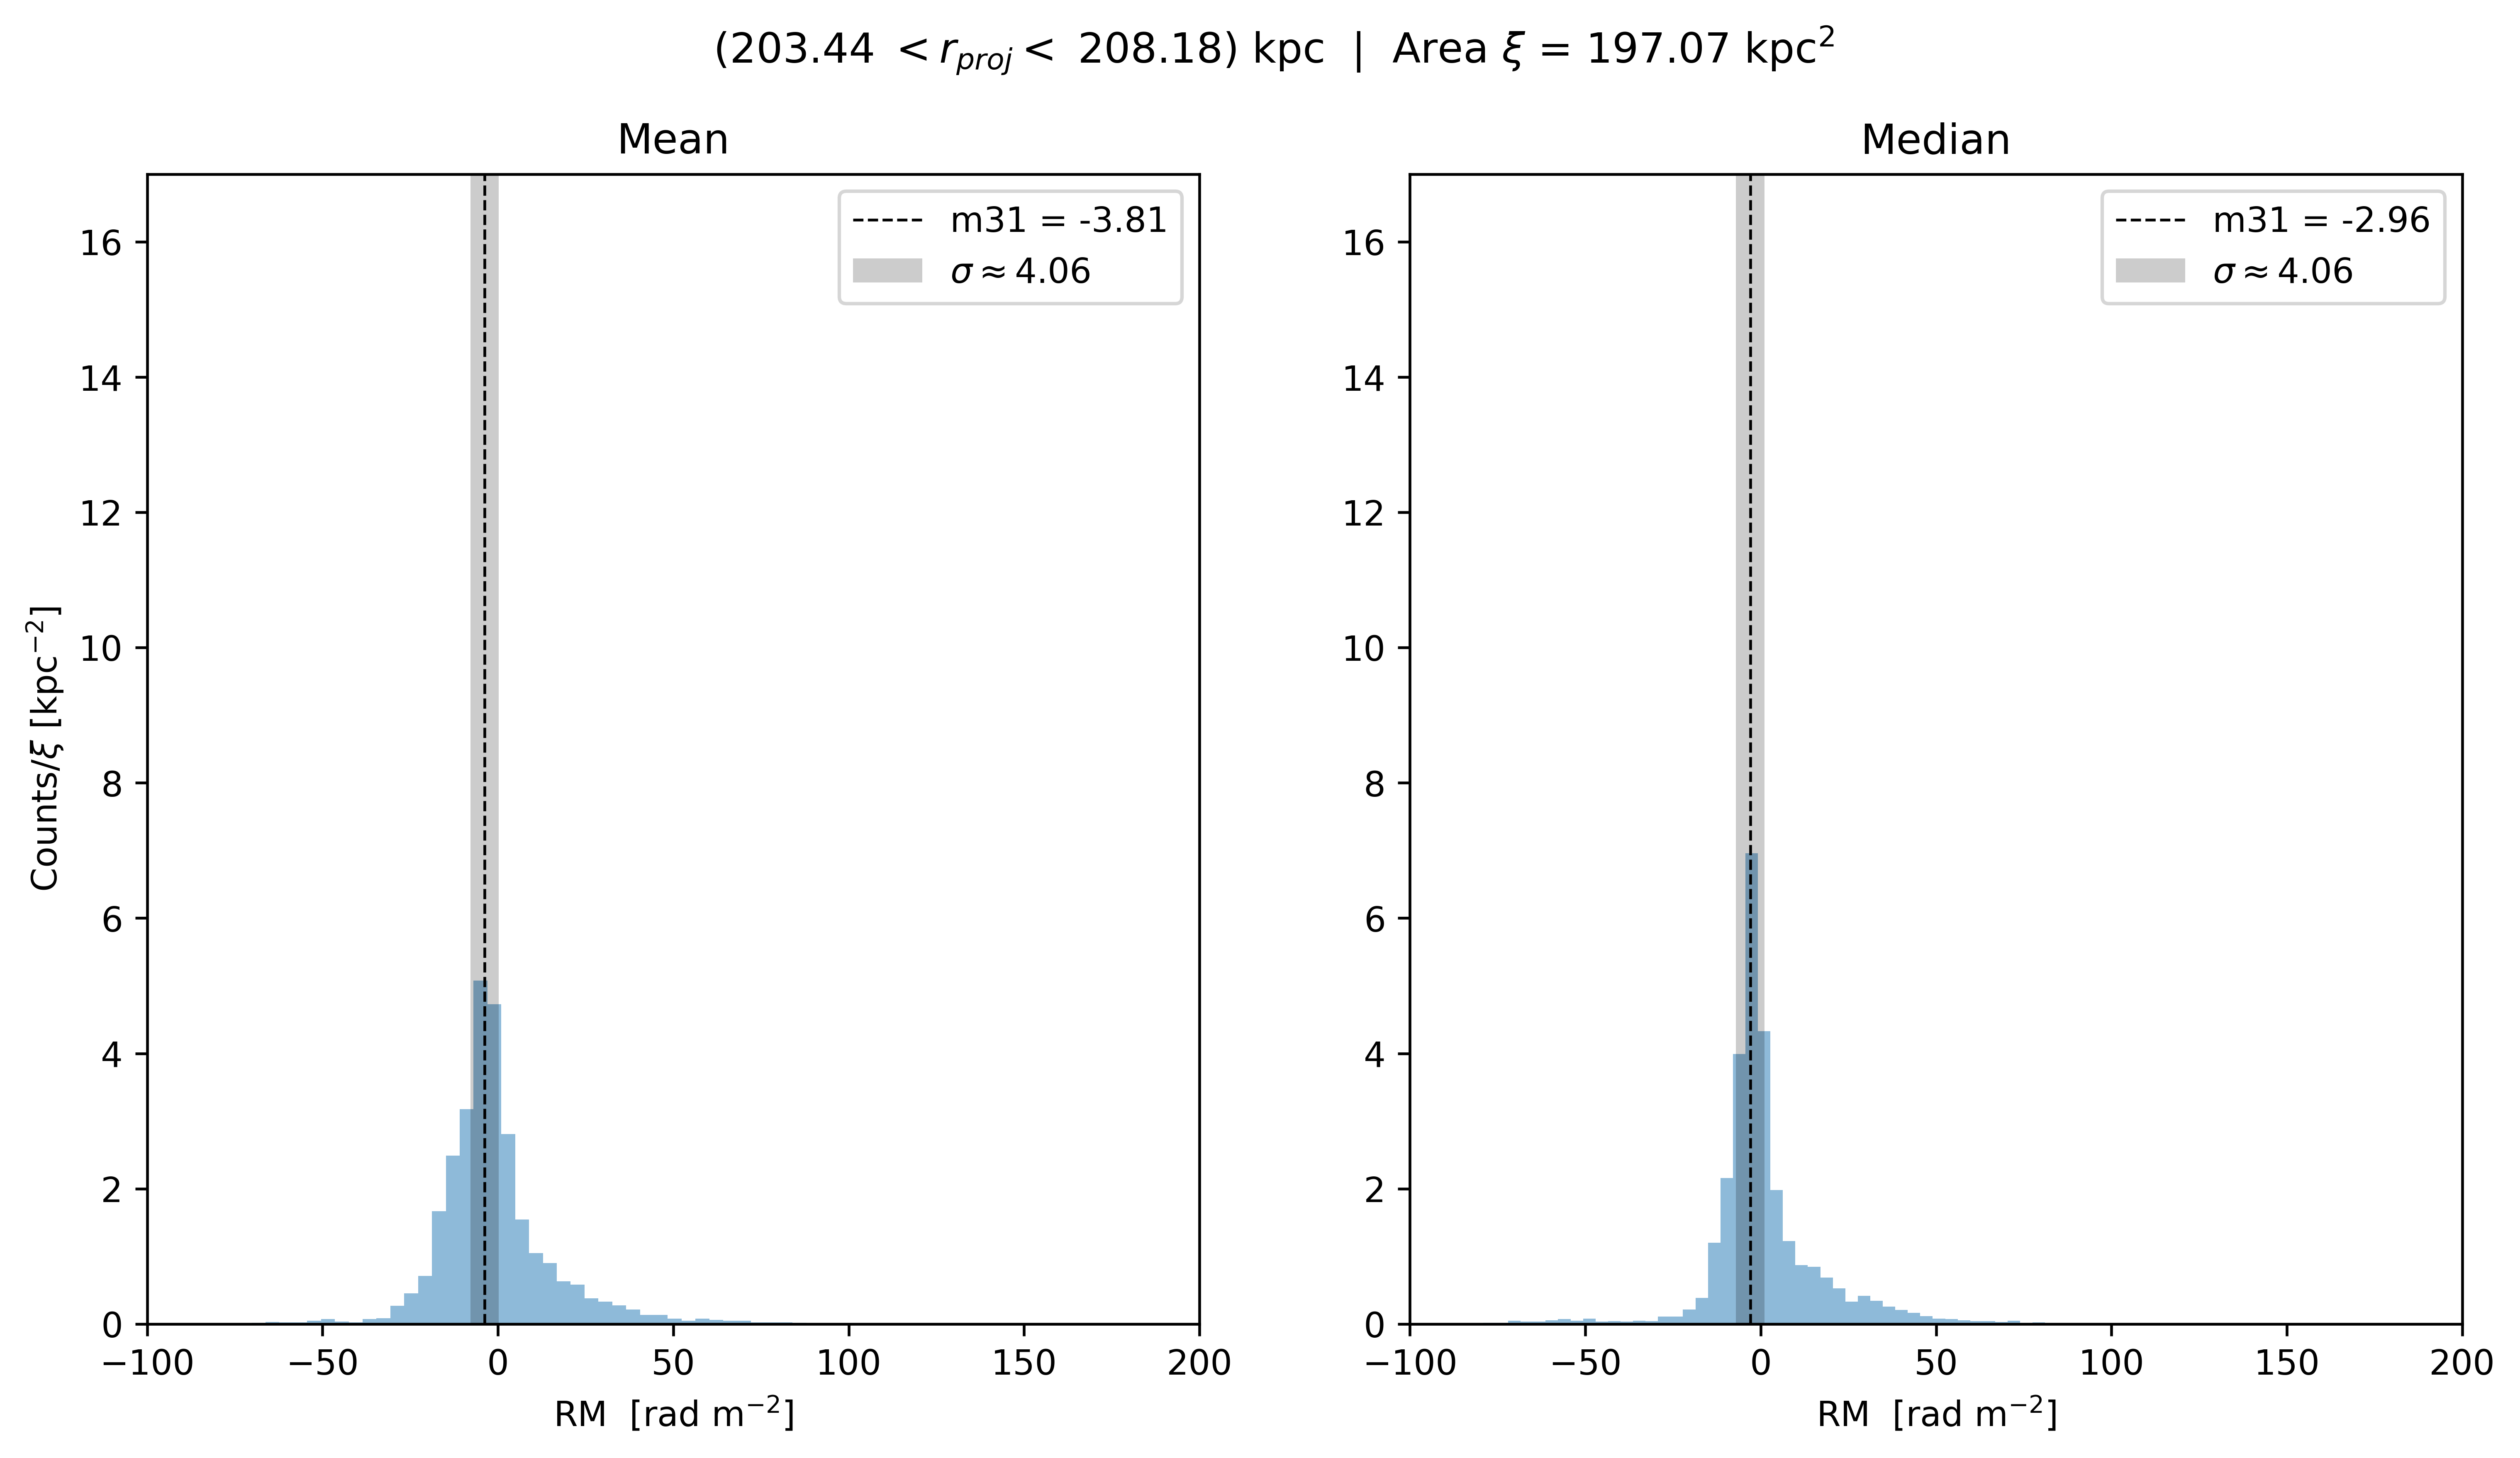 (203.44 < r_proj < 208.18) kpc | Area ξ = 197.07 kpc²
Mean
m31 = -3.81
σ ≈ 4.06
16
14
12
10
8
6
4
2
0
Counts/ξ [kpc⁻²]
−100 −50 0 50 100 150 200
RM [rad m⁻²]
Median
m31 = -2.96
σ ≈ 4.06
16
14
12
10
8
6
4
2
0
−100 −50 0 50 100 150 200
RM [rad m⁻²]